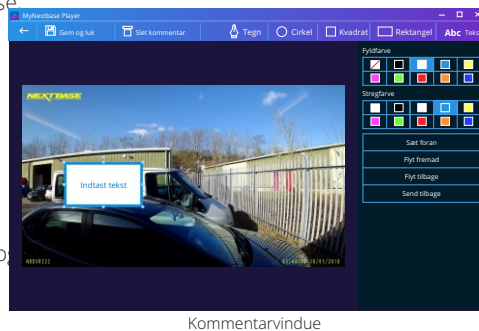 MyNextbase Player
Gem og luk
Slet kommentar
Tegn
Cirkel
Kvadrat
Rektangel
Abc
Fyldfarve
Stregfarve
Sæt foran
Flyt fremad
Flyt tilbage
Send tilbage
NEXTBASE
Indtast tekst
Kommentarvindue